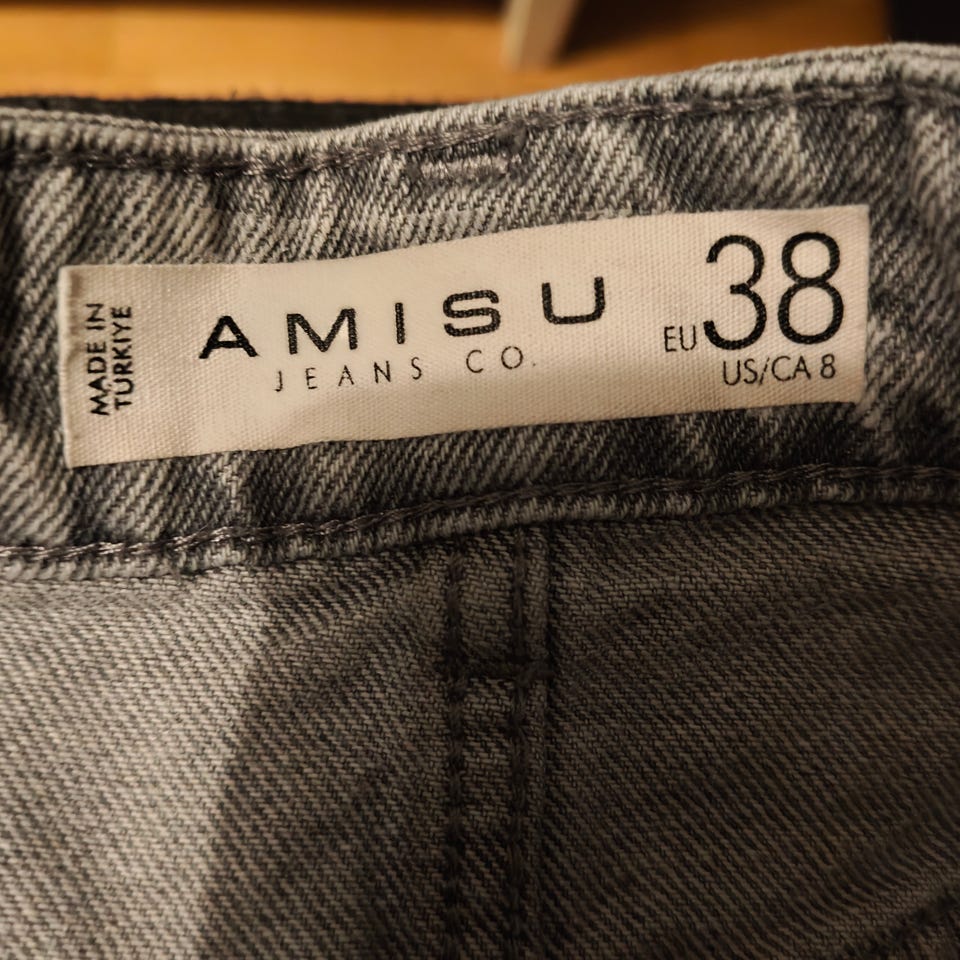 MADE IN
TURKIYE
AMISU
JEANS CO.
EU 38
US/CA 8